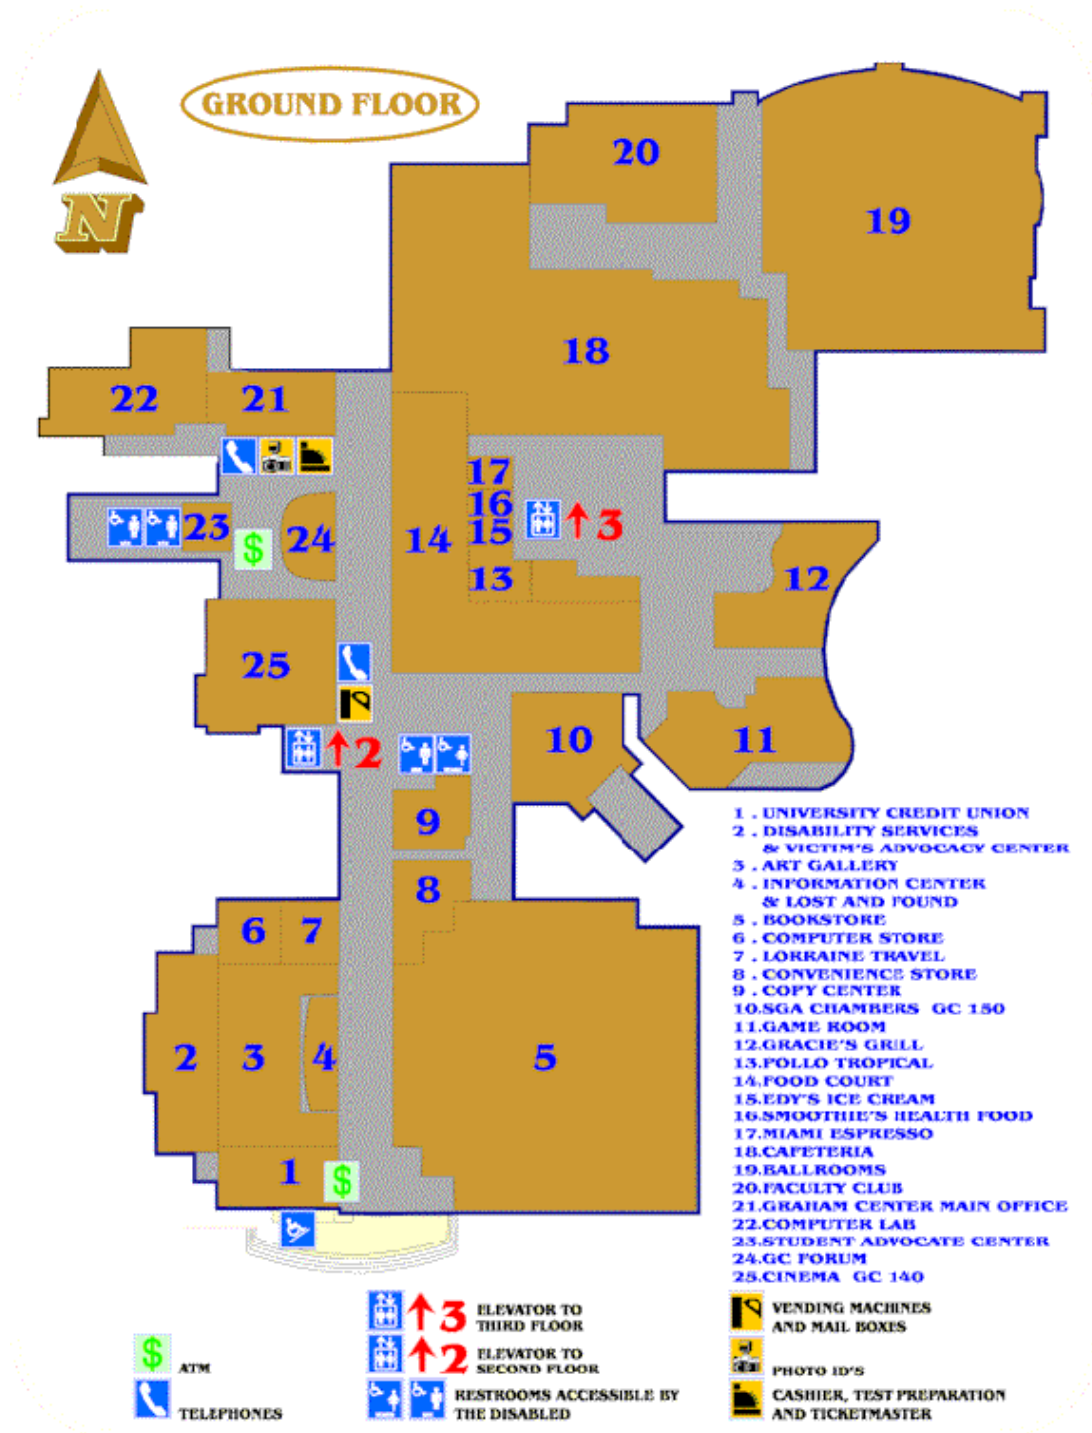 GROUND FLOOR
N
20
19
18
22
21
17
16
15
14
13
23
24
$
↑3
12
25
↑2
10
11
9
8
6
7
2
3
4
5
1
$
1 . UNIVERSITY CREDIT UNION
2 . DISABILITY SERVICES
& VICTIM'S ADVOCACY CENTER
3 . ART GALLERY
4 . INFORMATION CENTER
& LOST AND FOUND
5 . BOOKSTORE
6 . COMPUTER STORE
7 . LORRAINE TRAVEL
8 . CONVENIENCE STORE
9 . COPY CENTER
10.SGA CHAMBERS GC 150
11.GAME ROOM
12.GRACIE'S GRILL
13.POLLO TROPICAL
14.FOOD COURT
15.EDY'S ICE CREAM
16.SMOOTHIE'S HEALTH FOOD
17.MIAMI ESPRESSO
18.CAFETERIA
19.BALLROOMS
20.FACULTY CLUB
21.GRAHAM CENTER MAIN OFFICE
22.COMPUTER LAB
23.STUDENT ADVOCATE CENTER
24.GC FORUM
25.CINEMA GC 140
$ ATM
TELEPHONES
↑3 ELEVATOR TO
THIRD FLOOR
↑2 ELEVATOR TO
SECOND FLOOR
RESTROOMS ACCESSIBLE BY
THE DISABLED
VENDING MACHINES
AND MAIL BOXES
PHOTO ID'S
CASHIER, TEST PREPARATION
AND TICKETMASTER